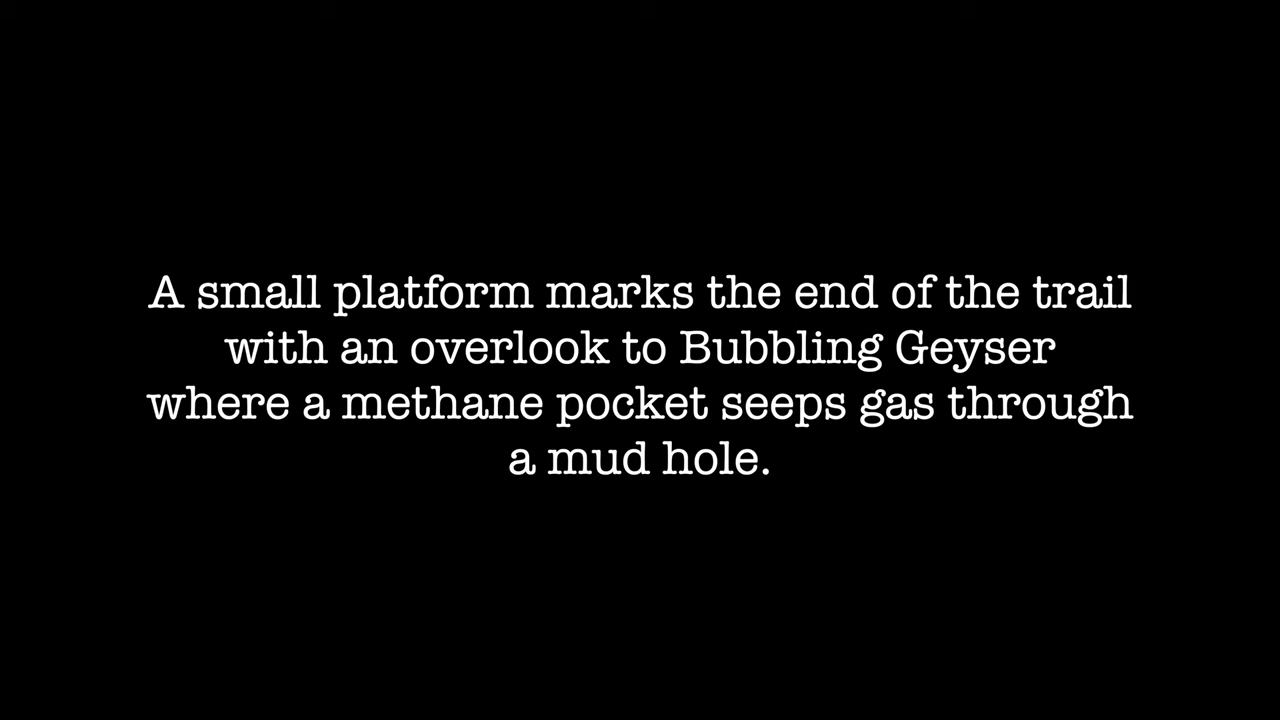 A small platform marks the end of the trail
with an overlook to Bubbling Geyser
where a methane pocket seeps gas through
a mud hole.